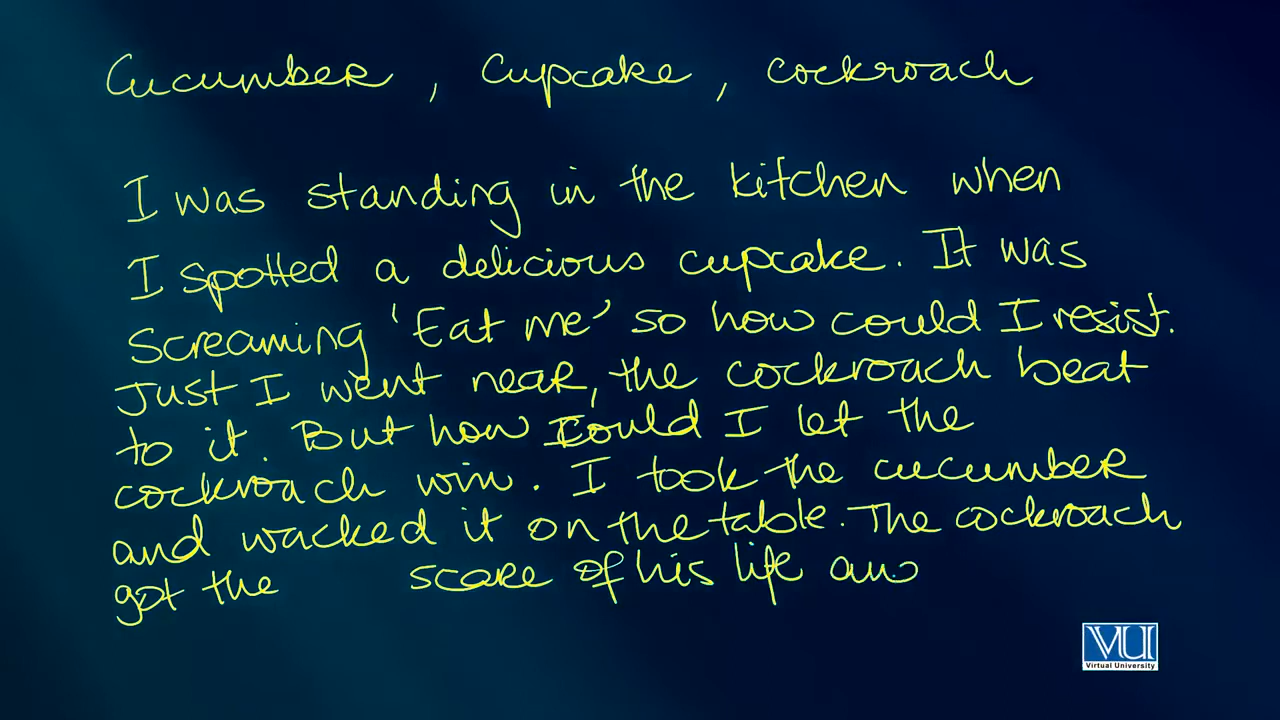 Cucumber, Cupcake, cockroach
I was standing in the kitchen when
I spotted a delicious cupcake. It was
screaming 'Eat me' so how could I resist.
Just I went near, the cockroach beat
to it. But how could I let the
cockroach win. I took the cucumber
and wacked it on the table. The cockroach
got the scare of his life
VU
Virtual University